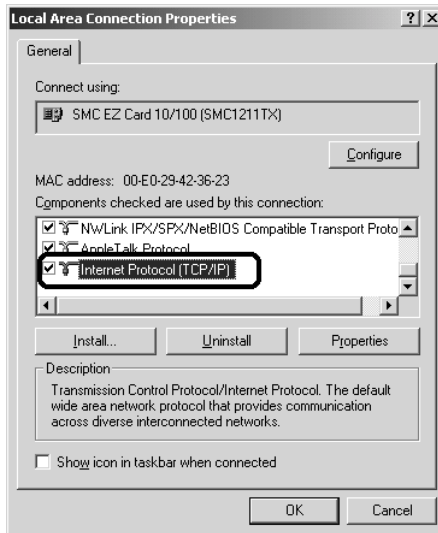 Local Area Connection Properties
General
Connect using:
SMC EZ Card 10/100 (SMC1211TX)
Configure
MAC address: 00-E0-29-42-36-23
Components checked are used by this connection:
NWLink IPX/SPX/NetBIOS Compatible Transport Proto
AppleTalk Protocol
Internet Protocol (TCP/IP)
Install... Uninstall Properties
Description
Transmission Control Protocol/Internet Protocol. The default
wide area network protocol that provides communication
across diverse interconnected networks.
Show icon in taskbar when connected
OK Cancel